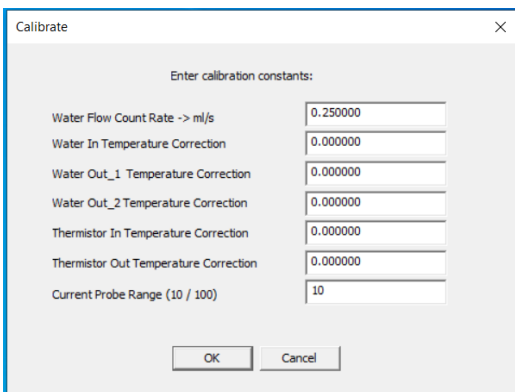 Calibrate
Enter calibration constants:
Water Flow Count Rate -> ml/s 0.250000
Water In Temperature Correction 0.000000
Water Out_1 Temperature Correction 0.000000
Water Out_2 Temperature Correction 0.000000
Thermistor In Temperature Correction 0.000000
Thermistor Out Temperature Correction 0.000000
Current Probe Range (10 / 100) 10
OK Cancel